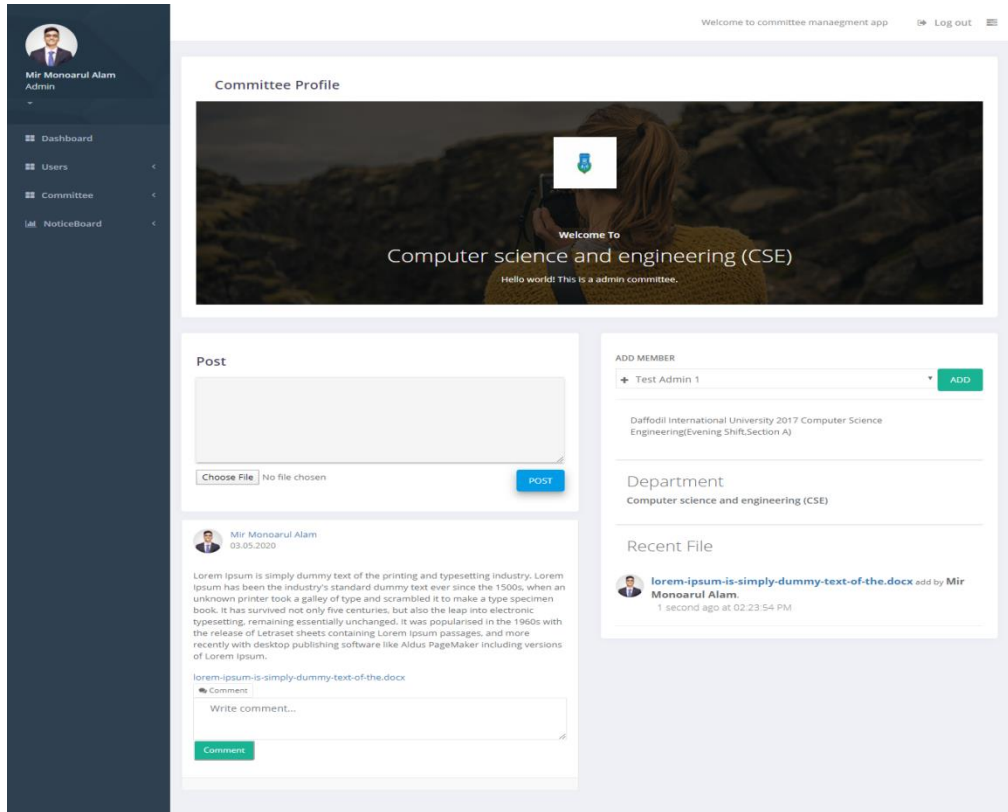 Welcome to committee manaegment app
Log out
Mir Monoarul Alam
Admin
Dashboard
Users
Committee
NoticeBoard
Committee Profile
Welcome To
Computer science and engineering (CSE)
Hello world! This is a admin committee.
Post
Choose File No file chosen
POST
Mir Monoarul Alam
03.05.2020
Lorem Ipsum is simply dummy text of the printing and typesetting industry. Lorem
Ipsum has been the industry's standard dummy text ever since the 1500s, when an
unknown printer took a galley of type and scrambled it to make a type specimen
book. It has survived not only five centuries, but also the leap into electronic
typesetting, remaining essentially unchanged. It was popularised in the 1960s with
the release of Letraset sheets containing Lorem Ipsum passages, and more
recently with desktop publishing software like Aldus PageMaker including versions
of Lorem Ipsum.
lorem-ipsum-is-simply-dummy-text-of-the.docx
Comment
Write comment...
Comment
ADD MEMBER
Test Admin 1
ADD
Daffodil International University 2017 Computer Science
Engineering(Evening Shift,Section A)
Department
Computer science and engineering (CSE)
Recent File
lorem-ipsum-is-simply-dummy-text-of-the.docx add by Mir
Monoarul Alam.
1 second ago at 02:23:54 PM